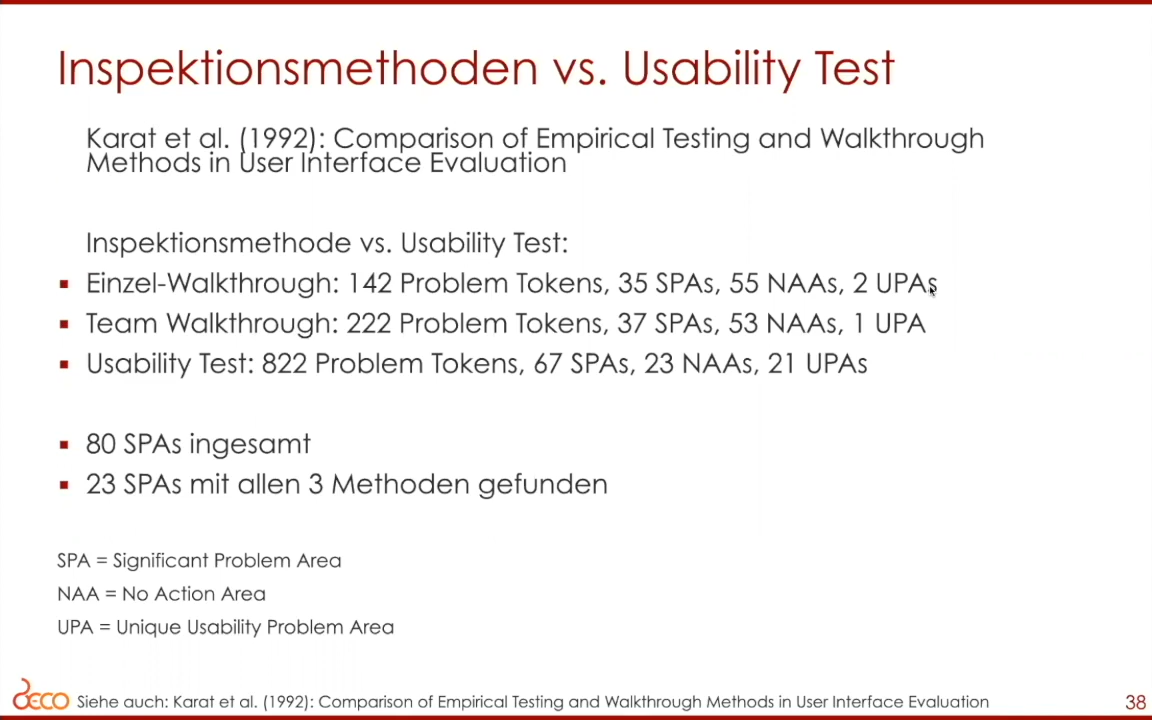 Inspektionsmethoden vs. Usability Test
Karat et al. (1992): Comparison of Empirical Testing and Walkthrough
Methods in User Interface Evaluation
Inspektionsmethode vs. Usability Test:
▪ Einzel-Walkthrough: 142 Problem Tokens, 35 SPAs, 55 NAAs, 2 UPAs
▪ Team Walkthrough: 222 Problem Tokens, 37 SPAs, 53 NAAs, 1 UPA
▪ Usability Test: 822 Problem Tokens, 67 SPAs, 23 NAAs, 21 UPAs
▪ 80 SPAs ingesamt
▪ 23 SPAs mit allen 3 Methoden gefunden
SPA = Significant Problem Area
NAA = No Action Area
UPA = Unique Usability Problem Area
DECO Siehe auch: Karat et al. (1992): Comparison of Empirical Testing and Walkthrough Methods in User Interface Evaluation 38